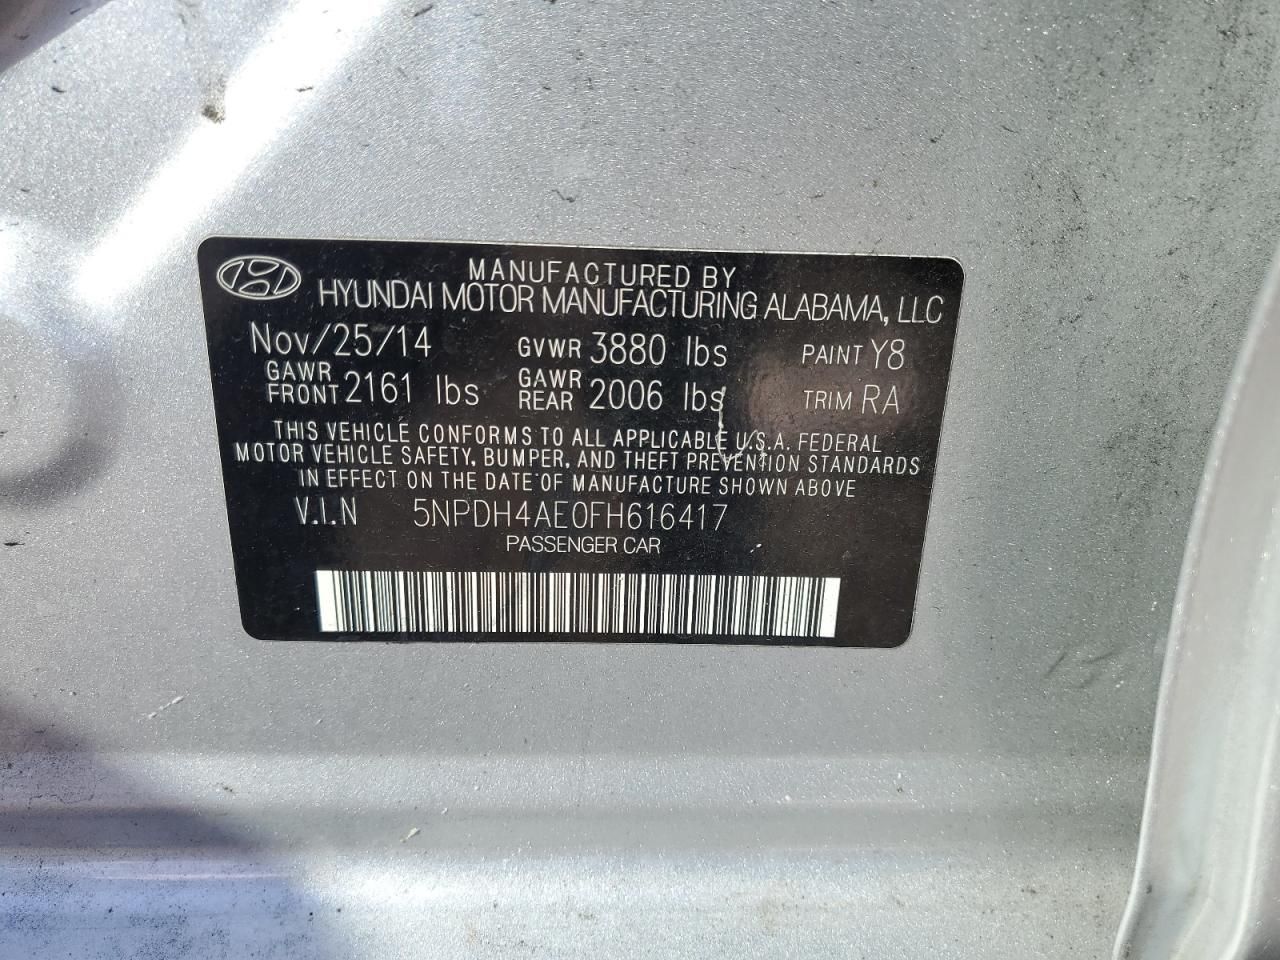 MANUFACTURED BY
HYUNDAI MOTOR MANUFACTURING ALABAMA, LLC
Nov/25/14 GVWR 3880 lbs PAINT Y8
GAWR FRONT 2161 lbs GAWR REAR 2006 lbs TRIM RA
THIS VEHICLE CONFORMS TO ALL APPLICABLE U.S.A. FEDERAL
MOTOR VEHICLE SAFETY, BUMPER, AND THEFT PREVENTION STANDARDS
IN EFFECT ON THE DATE OF MANUFACTURE SHOWN ABOVE
V.I.N 5NPDH4AE0FH616417
PASSENGER CAR